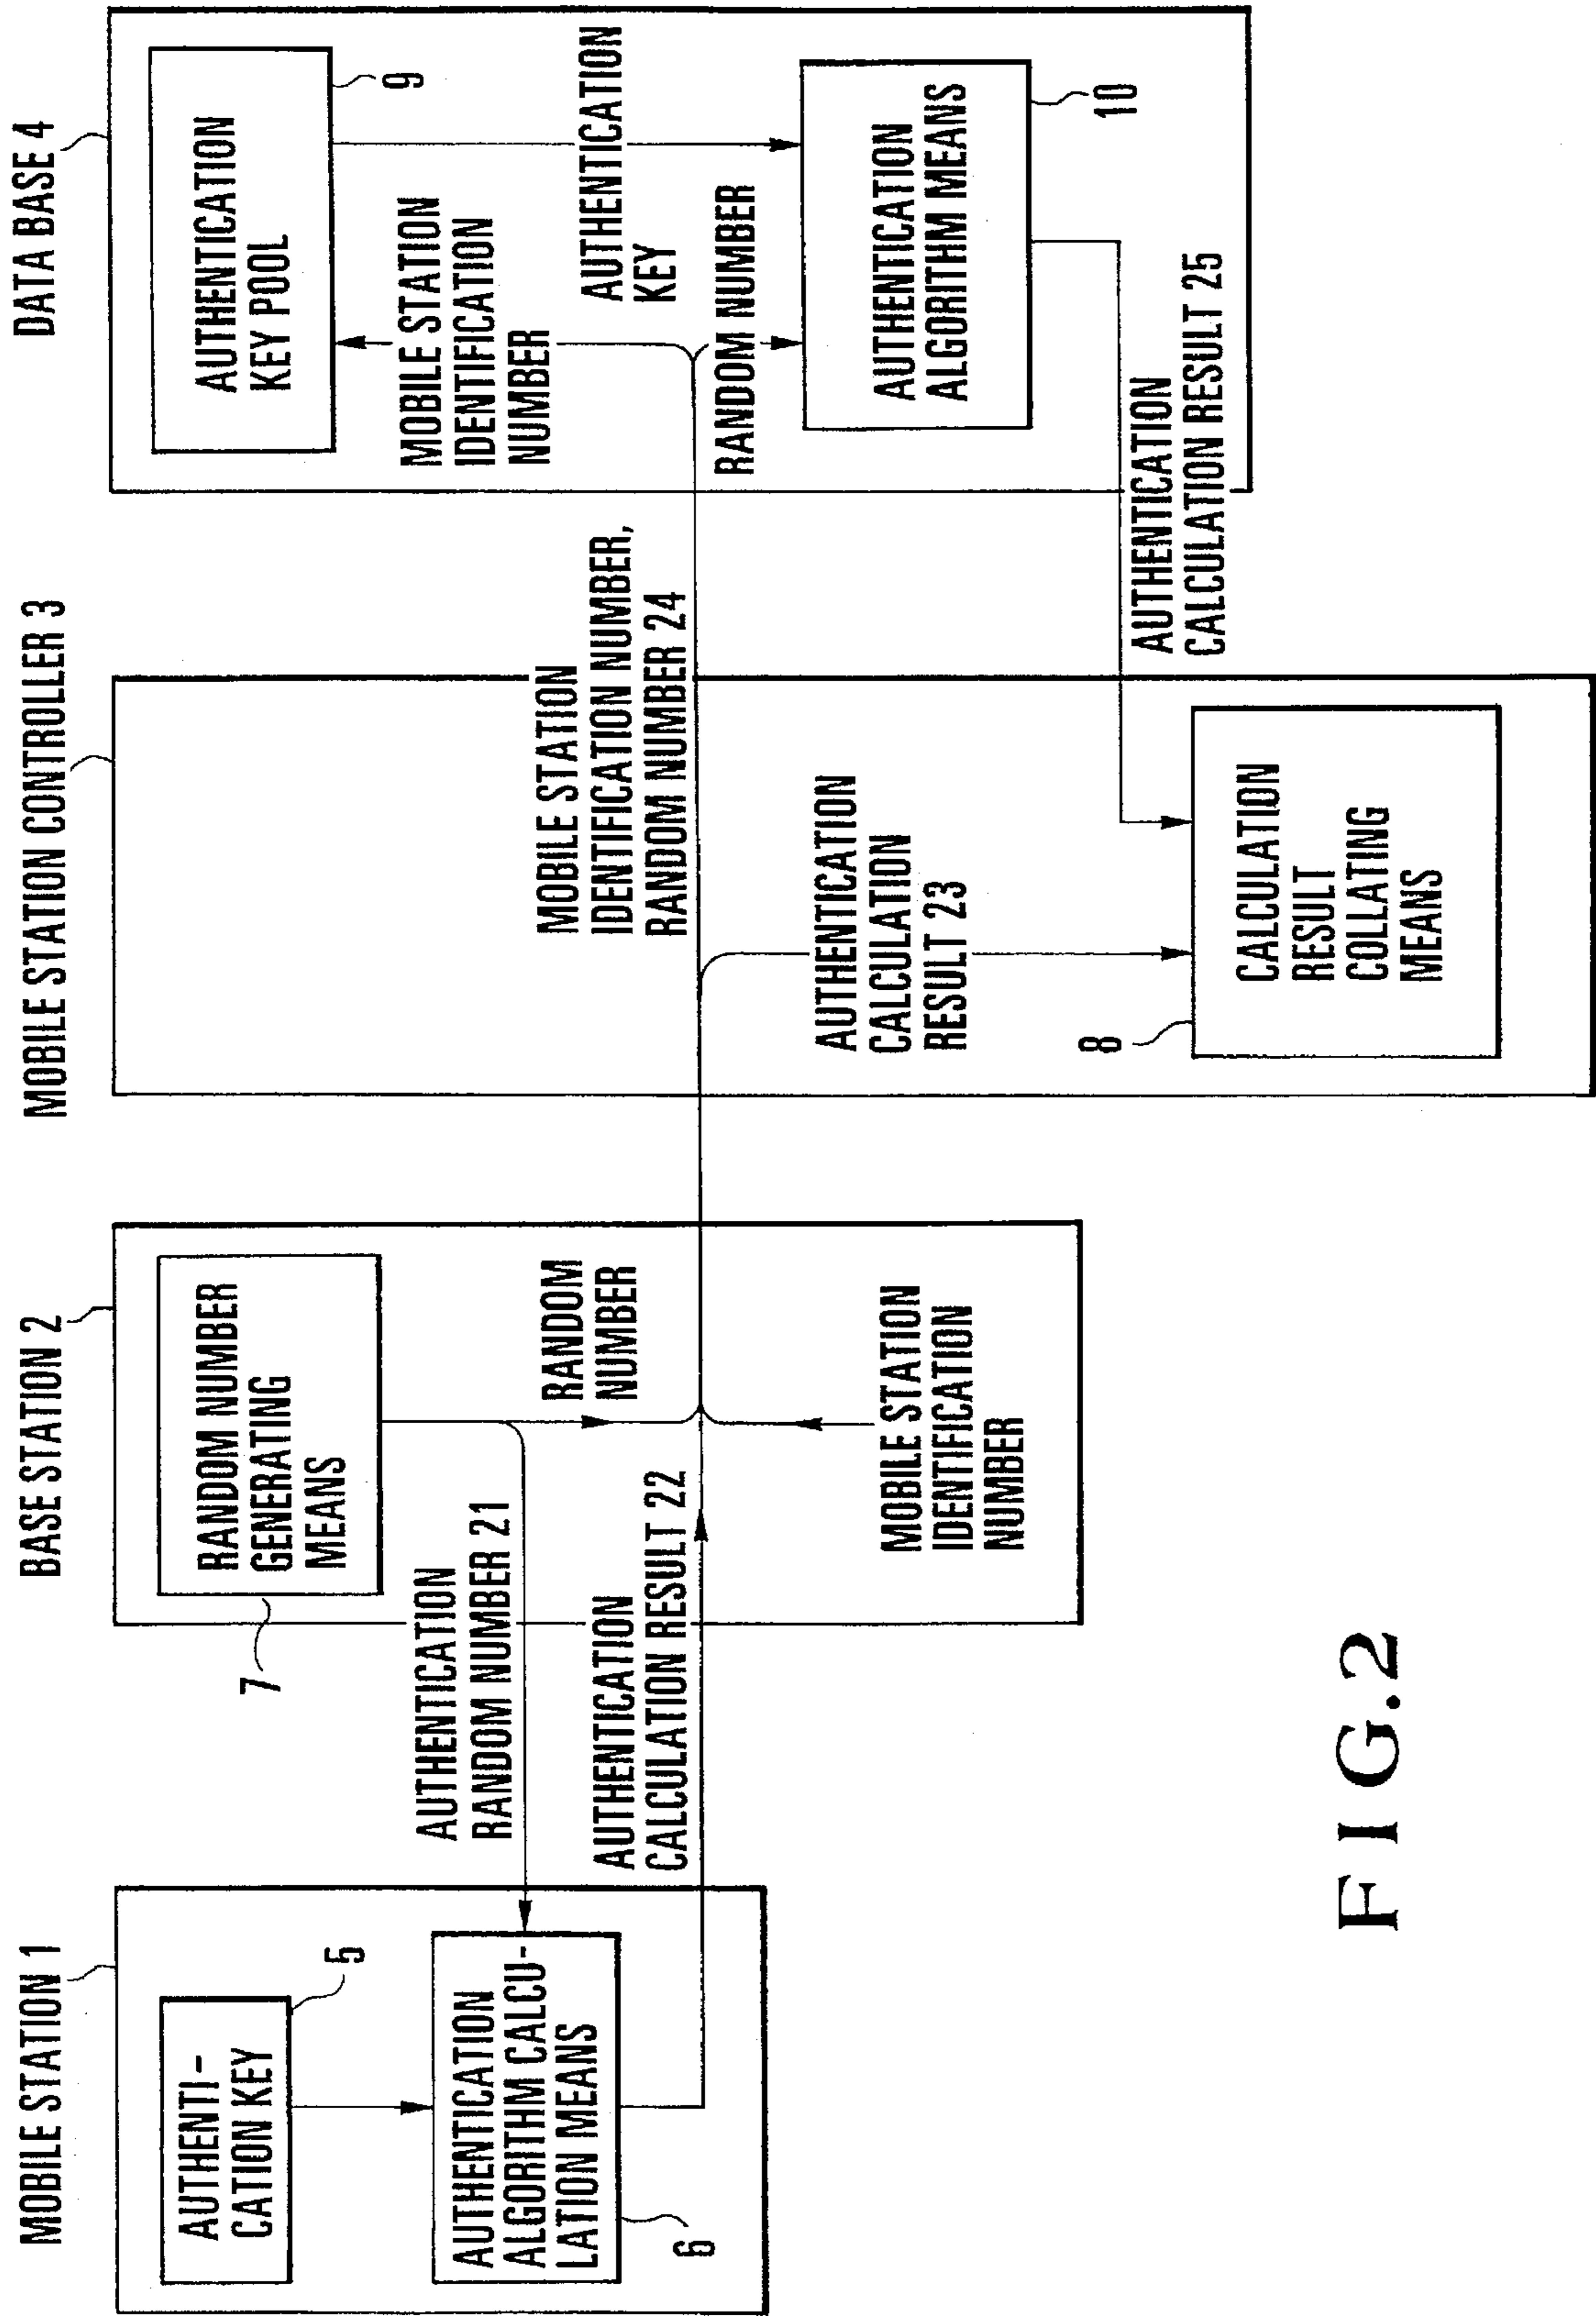 MOBILE STATION 1
AUTHENTI-
CATION KEY
5
AUTHENTICATION
ALGORITHM CALCU-
LATION MEANS
6
BASE STATION 2
RANDOM NUMBER
GENERATING
MEANS
7
AUTHENTICATION
RANDOM NUMBER 21
AUTHENTICATION
CALCULATION RESULT 22
RANDOM
NUMBER
MOBILE STATION
IDENTIFICATION
NUMBER
MOBILE STATION CONTROLLER 3
MOBILE STATION
IDENTIFICATION NUMBER,
RANDOM NUMBER 24
AUTHENTICATION
CALCULATION
RESULT 23
8
CALCULATION
RESULT
COLLATING
MEANS
DATA BASE 4
AUTHENTICATION
KEY POOL
9
MOBILE STATION
IDENTIFICATION
NUMBER
AUTHENTICATION
KEY
RANDOM NUMBER
AUTHENTICATION
ALGORITHM MEANS
10
AUTHENTICATION
CALCULATION RESULT 25
FIG.2